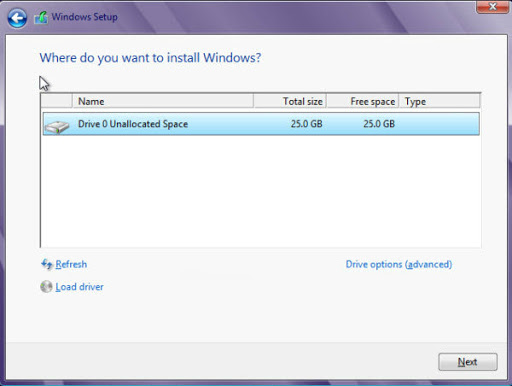 Windows Setup
Where do you want to install Windows?
Name Total size Free space Type
Drive 0 Unallocated Space 25.0 GB 25.0 GB
Refresh Drive options (advanced)
Load driver
Next